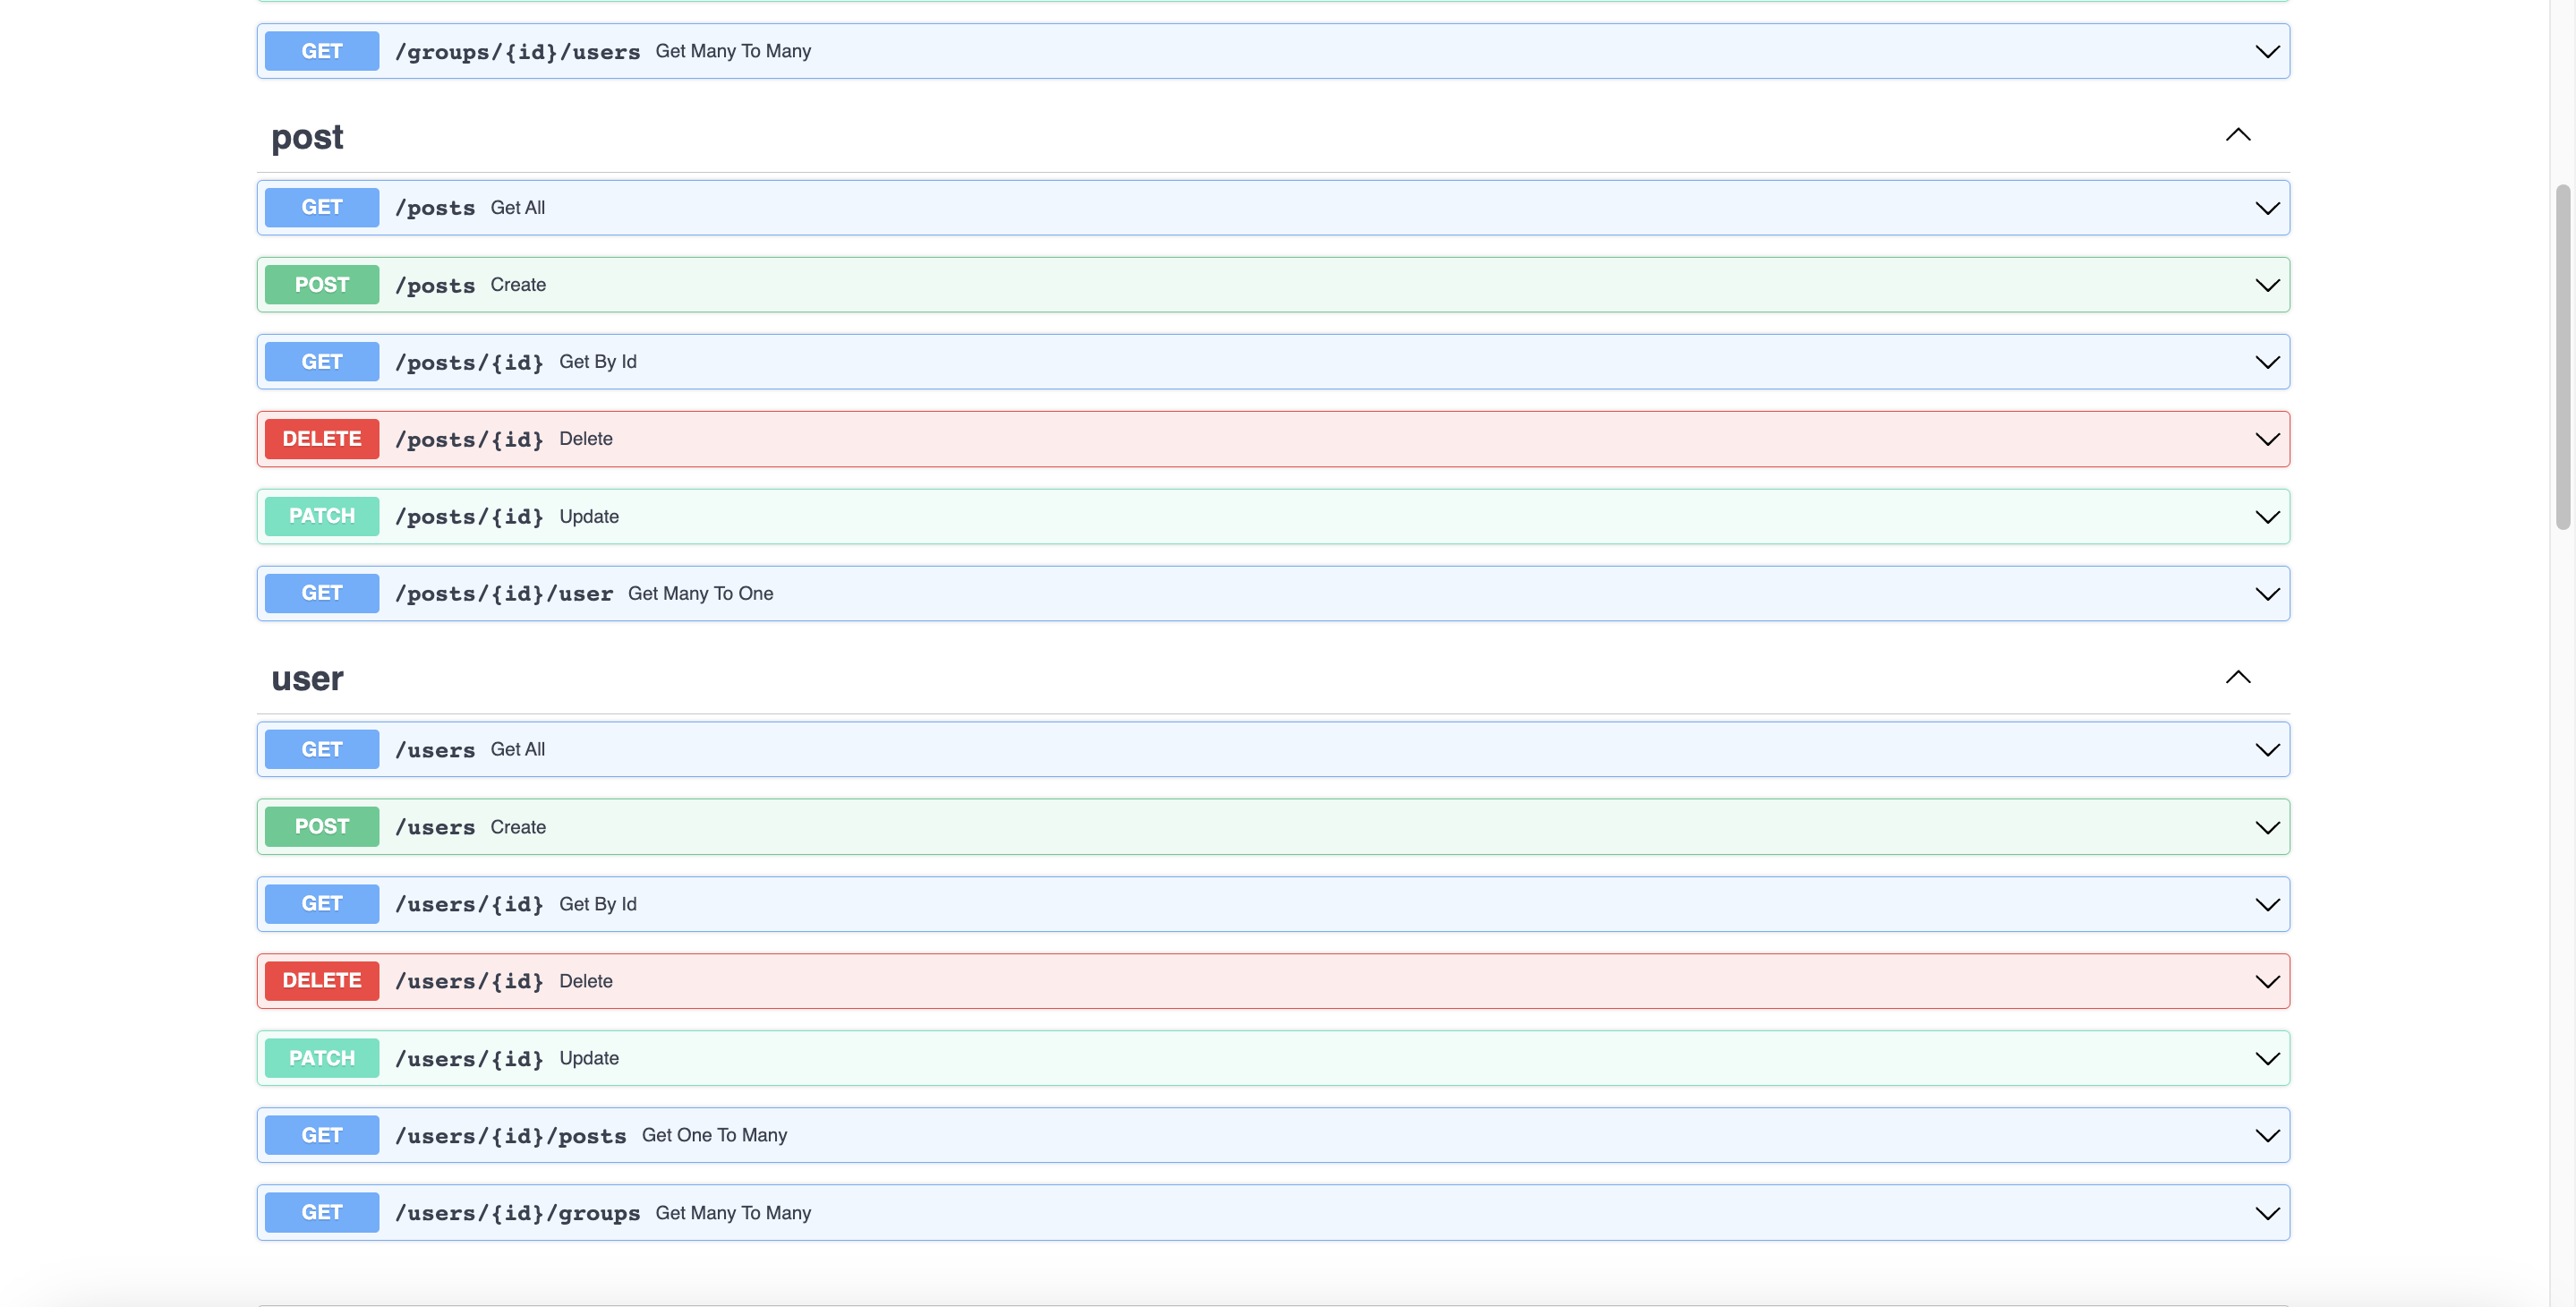 GET /groups/{id}/users Get Many To Many
post
GET /posts Get All
POST /posts Create
GET /posts/{id} Get By Id
DELETE /posts/{id} Delete
PATCH /posts/{id} Update
GET /posts/{id}/user Get Many To One
user
GET /users Get All
POST /users Create
GET /users/{id} Get By Id
DELETE /users/{id} Delete
PATCH /users/{id} Update
GET /users/{id}/posts Get One To Many
GET /users/{id}/groups Get Many To Many